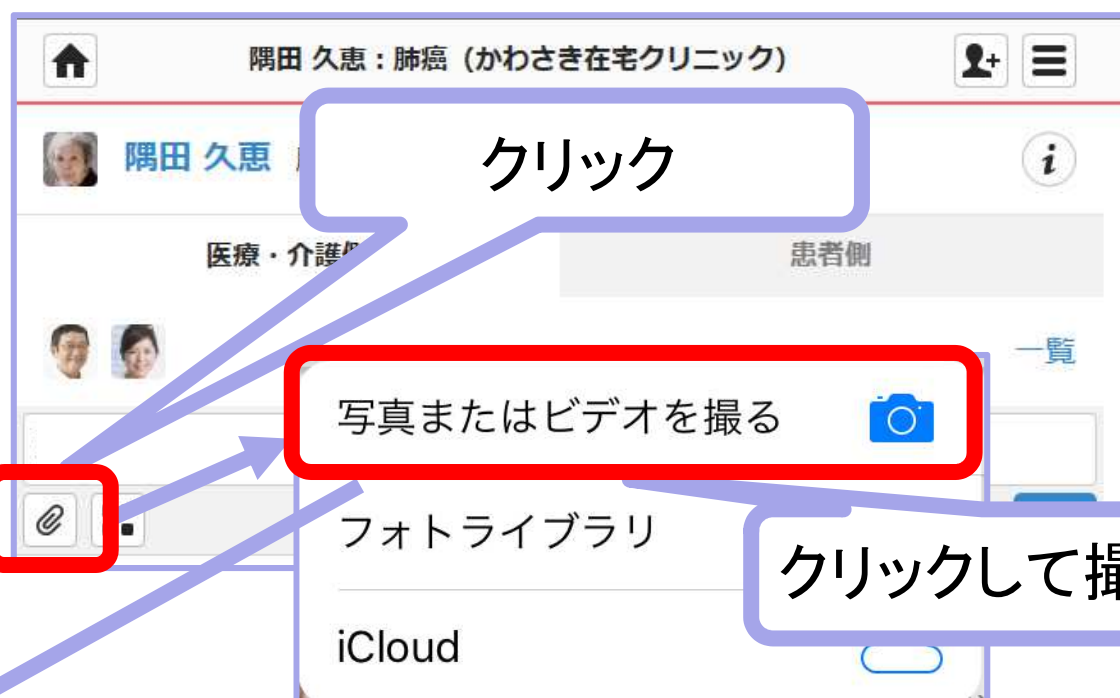 隅田 久恵：肺癌（かわさき在宅クリニック）
隅田 久恵
クリック
医療・介護
患者側
一覧
写真またはビデオを撮る
フォトライブラリ
クリックして撮
iCloud